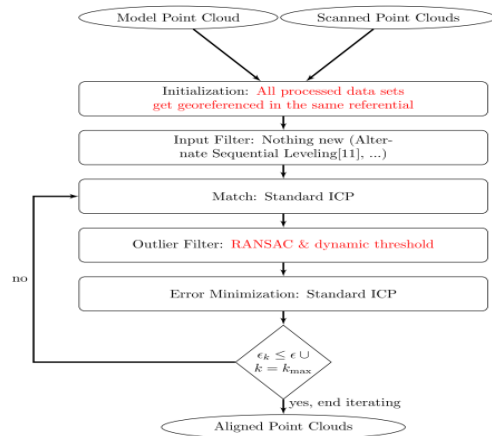 Model Point Cloud
Scanned Point Clouds
Initialization: All processed data sets
get georeferenced in the same referential
Input Filter: Nothing new (Alter-
nate Sequential Leveling[11], ...)
Match: Standard ICP
Outlier Filter: RANSAC & dynamic threshold
no
Error Minimization: Standard ICP
ϵₖ ≤ ϵ ∪
k = kₘₐₓ
yes, end iterating
Aligned Point Clouds